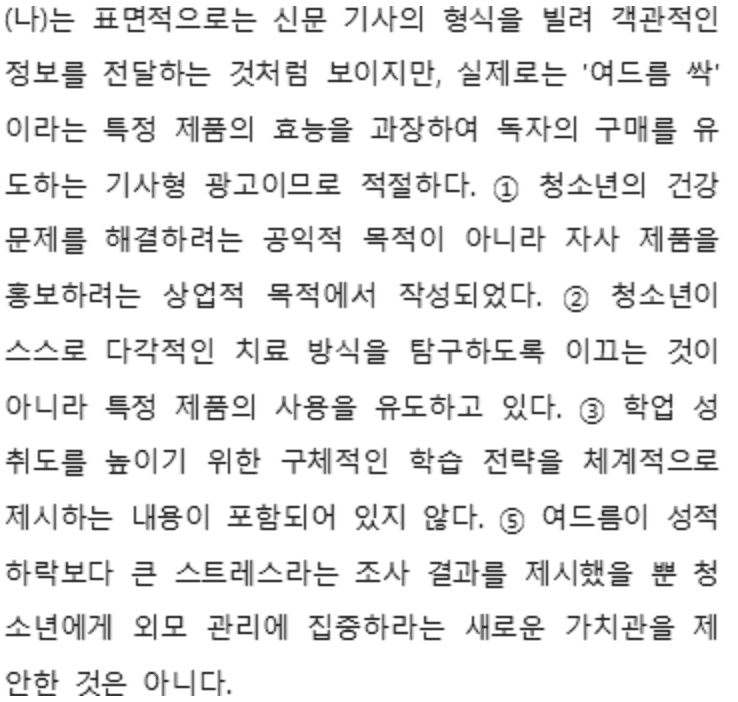 (나)는 표면적으로는 신문 기사의 형식을 빌려 객관적인
정보를 전달하는 것처럼 보이지만, 실제로는 '여드름 싹'
이라는 특정 제품의 효능을 과장하여 독자의 구매를 유
도하는 기사형 광고이므로 적절하다. ① 청소년의 건강
문제를 해결하려는 공익적 목적이 아니라 자사 제품을
홍보하려는 상업적 목적에서 작성되었다. ② 청소년이
스스로 다각적인 치료 방식을 탐구하도록 이끄는 것이
아니라 특정 제품의 사용을 유도하고 있다. ③ 학업 성
취도를 높이기 위한 구체적인 학습 전략을 체계적으로
제시하는 내용이 포함되어 있지 않다. ⑤ 여드름이 성적
하락보다 큰 스트레스라는 조사 결과를 제시했을 뿐 청
소년에게 외모 관리에 집중하라는 새로운 가치관을 제
안한 것은 아니다.